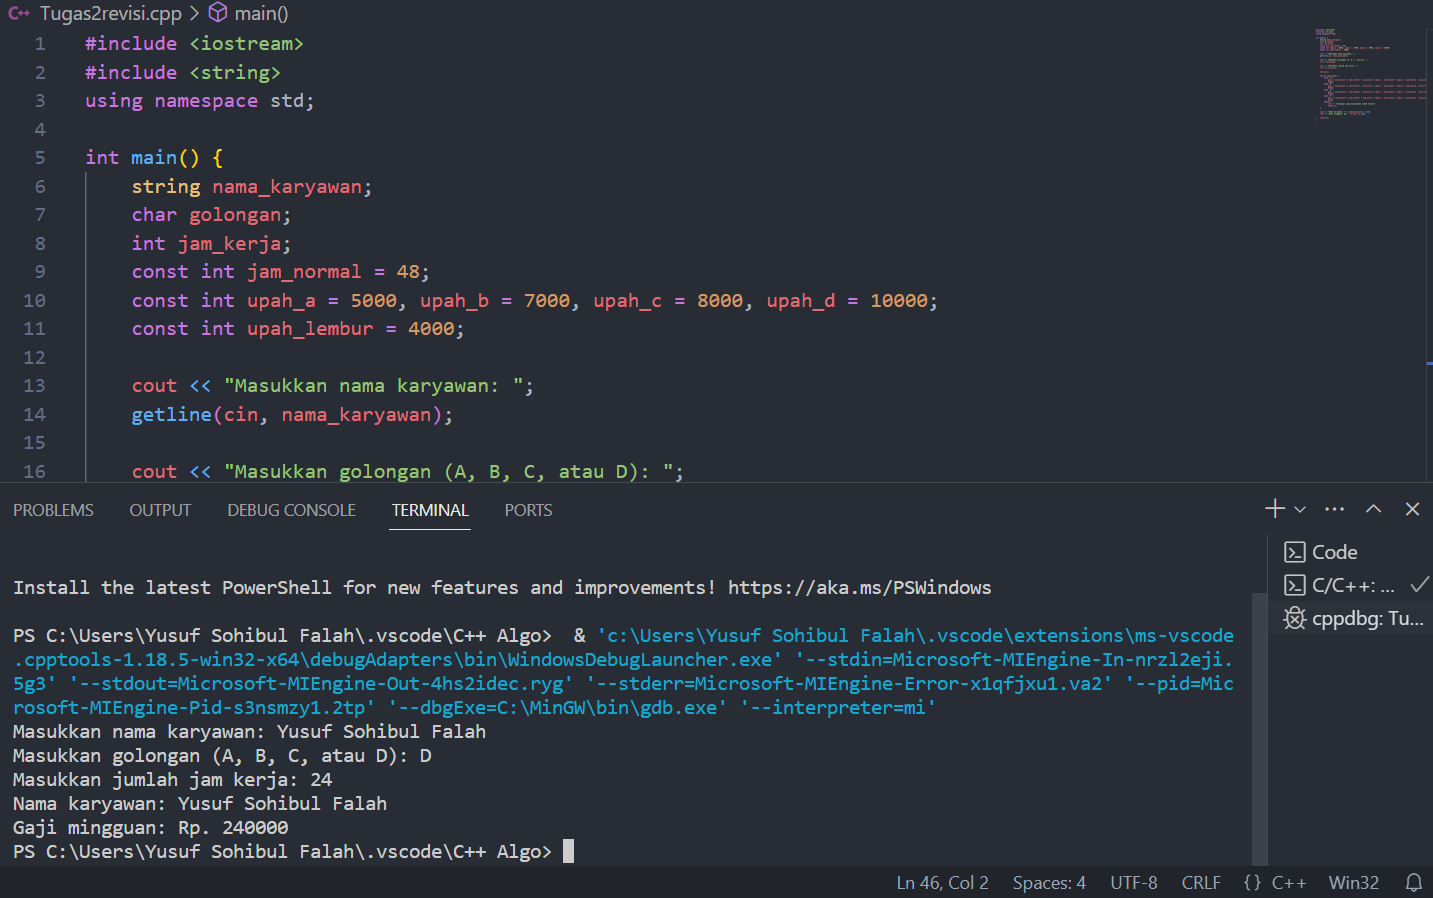 C++ Tugas2revisi.cpp > main()
1 #include <iostream>
2 #include <string>
3 using namespace std;
4
5 int main() {
6 string nama_karyawan;
7 char golongan;
8 int jam_kerja;
9 const int jam_normal = 48;
10 const int upah_a = 5000, upah_b = 7000, upah_c = 8000, upah_d = 10000;
11 const int upah_lembur = 4000;
12
13 cout << "Masukkan nama karyawan: ";
14 getline(cin, nama_karyawan);
15
16 cout << "Masukkan golongan (A, B, C, atau D): ";
PROBLEMS OUTPUT DEBUG CONSOLE TERMINAL PORTS
Install the latest PowerShell for new features and improvements! https://aka.ms/PSWindows
PS C:\Users\Yusuf Sohibul Falah\.vscode\C++ Algo>  & 'c:\Users\Yusuf Sohibul Falah\.vscode\extensions\ms-vscode
.cpptools-1.18.5-win32-x64\debugAdapters\bin\WindowsDebugLauncher.exe' '--stdin=Microsoft-MIEngine-In-nrzl2eji.
5g3' '--stdout=Microsoft-MIEngine-Out-4hs2idec.ryg' '--stderr=Microsoft-MIEngine-Error-x1qfjxu1.va2' '--pid=Mic
rosoft-MIEngine-Pid-s3nsmzy1.2tp' '--dbgExe=C:\MinGW\bin\gdb.exe' '--interpreter=mi'
Masukkan nama karyawan: Yusuf Sohibul Falah
Masukkan golongan (A, B, C, atau D): D
Masukkan jumlah jam kerja: 24
Nama karyawan: Yusuf Sohibul Falah
Gaji mingguan: Rp. 240000
PS C:\Users\Yusuf Sohibul Falah\.vscode\C++ Algo>
Code
C/C++: ...
cppdbg: Tu...
Ln 46, Col 2 Spaces: 4 UTF-8 CRLF {} C++ Win32